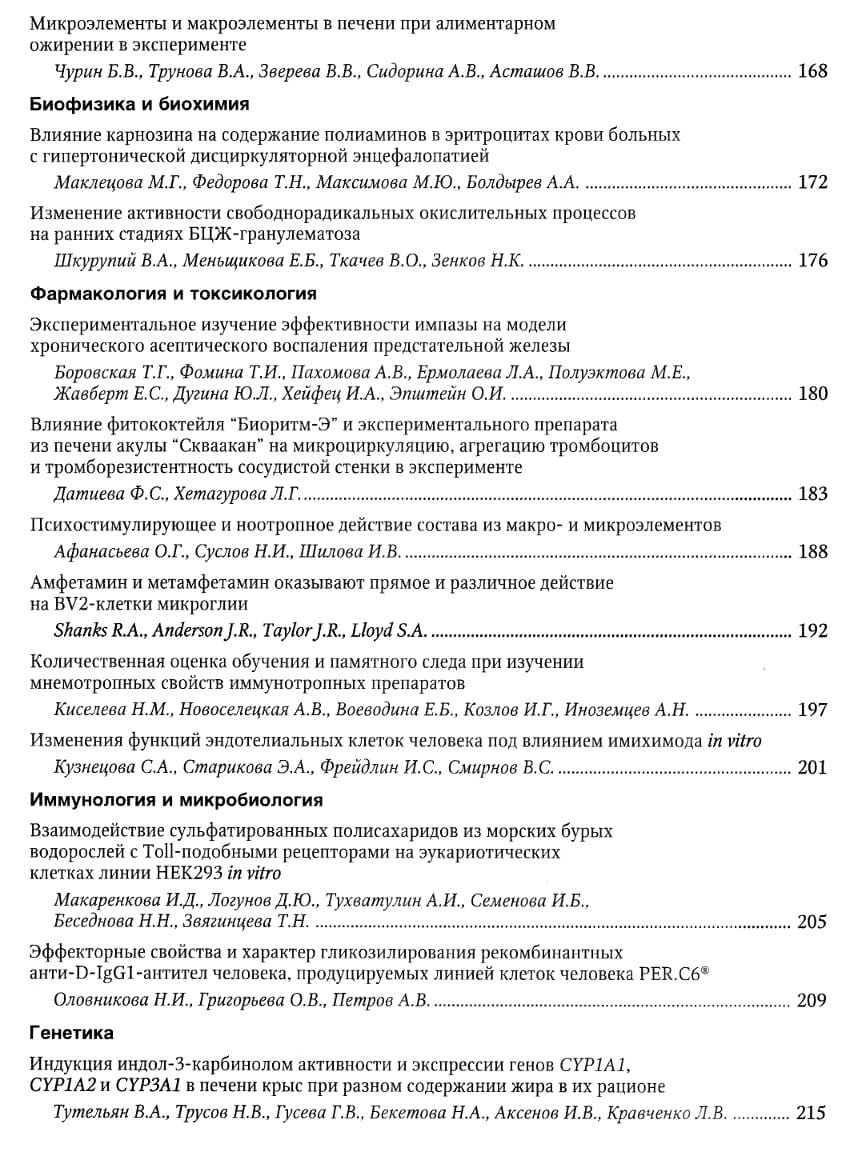 Микроэлементы и макроэлементы в печени при алиментарном
ожирении в эксперименте
Чурин Б.В., Трунова В.А., Зверева В.В., Сидорина А.В., Асташов В.В. ........ 168
Биофизика и биохимия
Влияние карнозина на содержание полиаминов в эритроцитах крови больных
с гипертонической дисциркуляторной энцефалопатией
Маклецова М.Г., Федорова Т.Н., Максимова М.Ю., Болдырев А.А. ........ 172
Изменение активности свободнорадикальных окислительных процессов
на ранних стадиях БЦЖ-гранулематоза
Шкурупий В.А., Меньщикова Е.Б., Ткачев В.О., Зенков Н.К. ........ 176
Фармакология и токсикология
Экспериментальное изучение эффективности импазы на модели
хронического асептического воспаления предстательной железы
Боровская Т.Г., Фомина Т.И., Пахомова А.В., Ермолаева Л.А., Полуэктова М.Е.,
Жавберт Е.С., Дугина Ю.Л., Хейфец И.А., Эпштейн О.И. ........ 180
Влияние фитококтейля “Биоритм-Э” и экспериментального препарата
из печени акулы “Скваакан” на микроциркуляцию, агрегацию тромбоцитов
и тромборезистентность сосудистой стенки в эксперименте
Датиева Ф.С., Хетагурова Л.Г. ........ 183
Психостимулирующее и ноотропное действие состава из макро- и микроэлементов
Афанасьева О.Г., Суслов Н.И., Шилова И.В. ........ 188
Амфетамин и метамфетамин оказывают прямое и различное действие
на BV2-клетки микроглии
Shanks R.A., Anderson J.R., Taylor J.R., Lloyd S.A. ........ 192
Количественная оценка обучения и памятного следа при изучении
мнемотропных свойств иммунотропных препаратов
Киселева Н.М., Новоселецкая А.В., Воеводина Е.Б., Козлов И.Г., Иноземцев А.Н. ........ 197
Изменения функций эндотелиальных клеток человека под влиянием имихимода in vitro
Кузнецова С.А., Старикова Э.А., Фрейдлин И.С., Смирнов В.С. ........ 201
Иммунология и микробиология
Взаимодействие сульфатированных полисахаридов из морских бурых
водорослей с Toll-подобными рецепторами на эукариотических
клетках линии HEK293 in vitro
Макаренкова И.Д., Логунов Д.Ю., Тухватулин А.И., Семенова И.Б.,
Беседнова Н.Н., Звягинцева Т.Н. ........ 205
Эффекторные свойства и характер гликозилирования рекомбинантных
анти-D-IgG1-антител человека, продуцируемых линией клеток человека PER.C6®
Оловникова Н.И., Григорьева О.В., Петров А.В. ........ 209
Генетика
Индукция индол-3-карбинолом активности и экспрессии генов CYP1A1,
CYP1A2 и CYP3A1 в печени крыс при разном содержании жира в их рационе
Тутельян В.А., Трусов Н.В., Гусева Г.В., Бекетова Н.А., Аксенов И.В., Кравченко Л.В. ........ 215